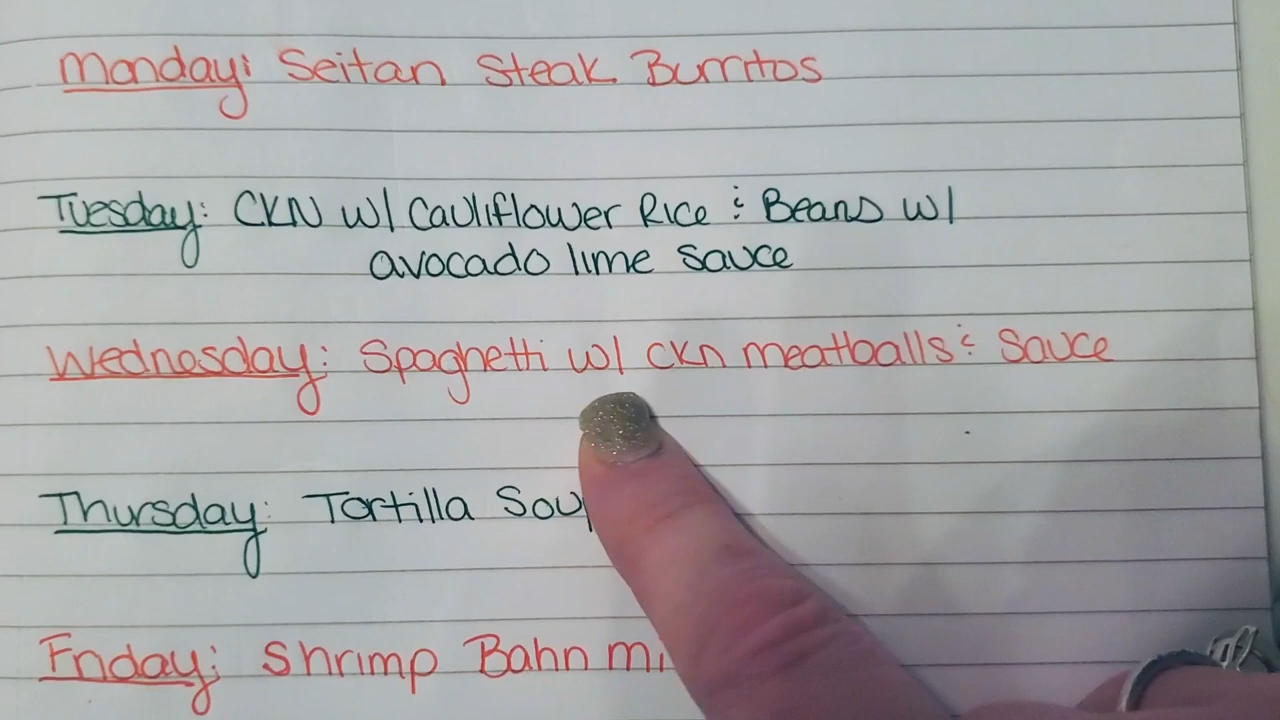 Monday: Seitan Steak Burritos
Tuesday: CKN w/ Cauliflower Rice & Beans w/
avocado lime sauce
Wednesday: Spaghetti w/ CKN meatballs & Sauce
Thursday: Tortilla
Friday: Shrimp Bahn mi